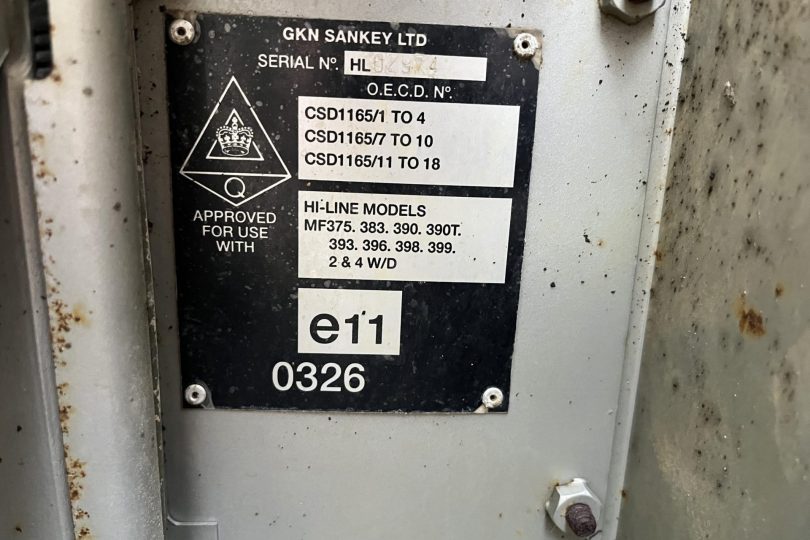 GKN SANKEY LTD
SERIAL Nº. HL
O.E.C.D. Nº.
CSD1165/1 TO 4
CSD1165/7 TO 10
CSD1165/11 TO 18
Q
APPROVED
FOR USE
WITH
HI-LINE MODELS
MF375. 383. 390. 390T.
393. 396. 398. 399.
2 & 4 W/D
e11
0326